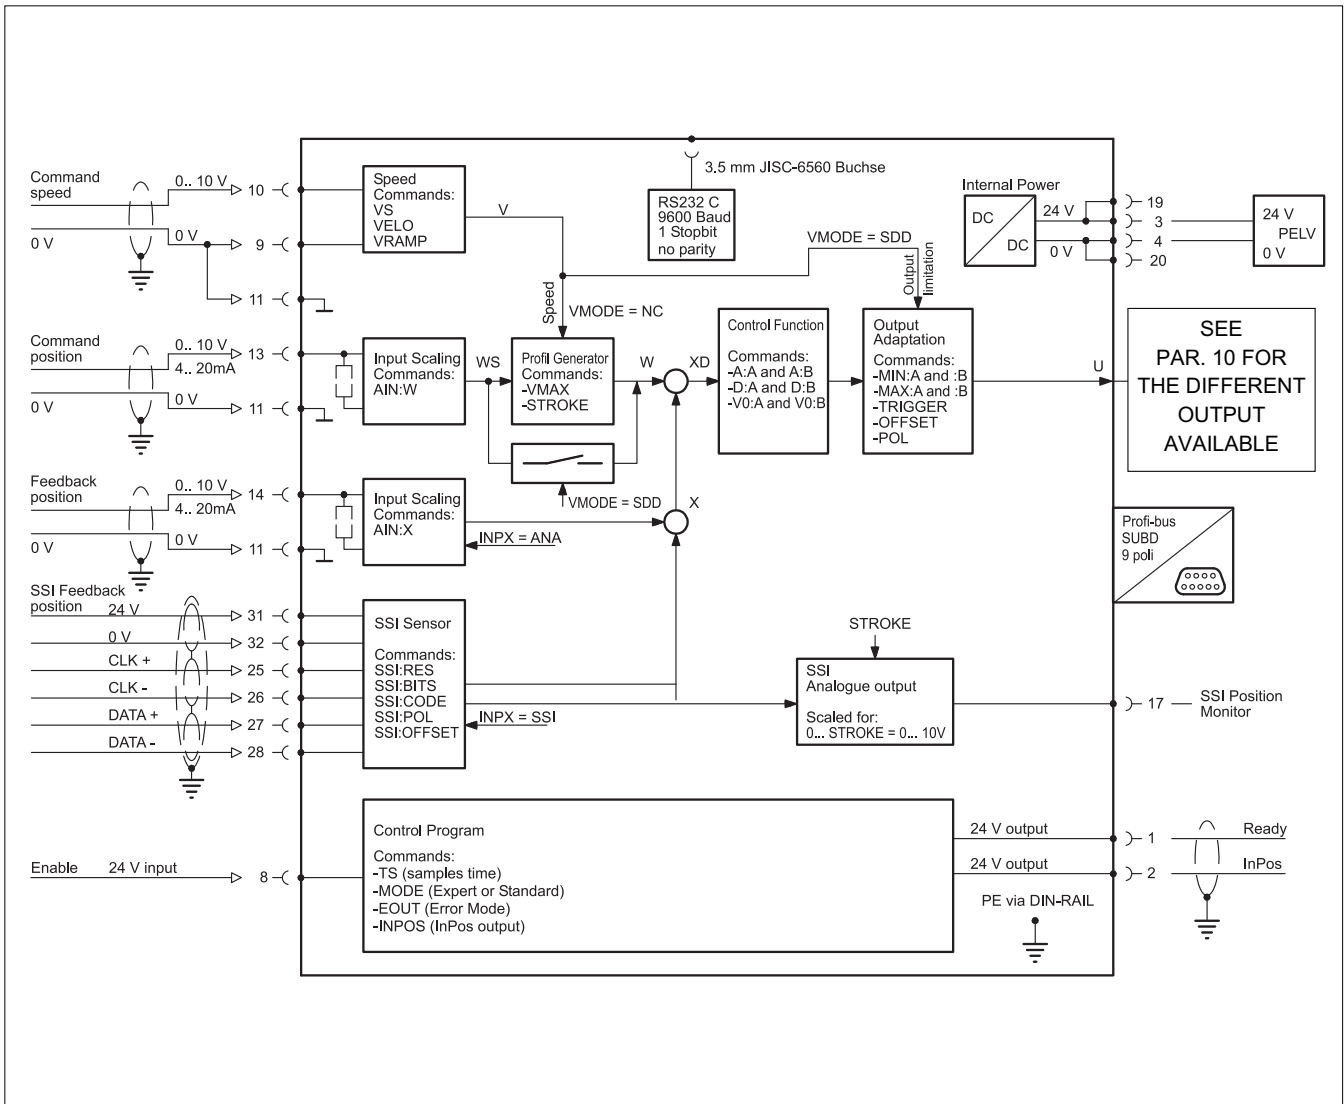 3.5 mm JISC-6560 Buchse
Command
speed
0.. 10 V
10
0 V
0 V
9
11
Speed
Commands:
VS
VELO
VRAMP
V
RS232 C
9600 Baud
1 Stopbit
no parity
Internal Power
DC
DC
24 V
0 V
19
3
4
20
24 V
PELV
0 V
VMODE = SDD
Output
limitation
Speed
VMODE = NC
Command
position
0.. 10 V
4.. 20mA
13
0 V
0 V
11
Input Scaling
Commands:
AIN:W
WS
Profil Generator
Commands:
-VMAX
-STROKE
W
XD
Control Function
Commands:
-A:A and A:B
-D:A and D:B
-V0:A and V0:B
Output
Adaptation
Commands:
-MIN:A and :B
-MAX:A and :B
-TRIGGER
-OFFSET
-POL
U
SEE
PAR. 10 FOR
THE DIFFERENT
OUTPUT
AVAILABLE
VMODE = SDD
X
Feedback
position
0.. 10 V
4.. 20mA
14
0 V
0 V
11
Input Scaling
Commands:
AIN:X
INPX = ANA
Profi-bus
SUBD
9 poli
SSI Feedback
position
24 V
31
0 V
32
CLK +
25
CLK -
26
DATA +
27
DATA -
28
SSI Sensor
Commands:
SSI:RES
SSI:BITS
SSI:CODE
SSI:POL
SSI:OFFSET
INPX = SSI
STROKE
SSI
Analogue output
Scaled for:
0... STROKE = 0... 10V
17
SSI Position
Monitor
Enable
24 V input
8
Control Program
Commands:
-TS (samples time)
-MODE (Expert or Standard)
-EOUT (Error Mode)
-INPOS (InPos output)
24 V output
1
Ready
24 V output
2
InPos
PE via DIN-RAIL